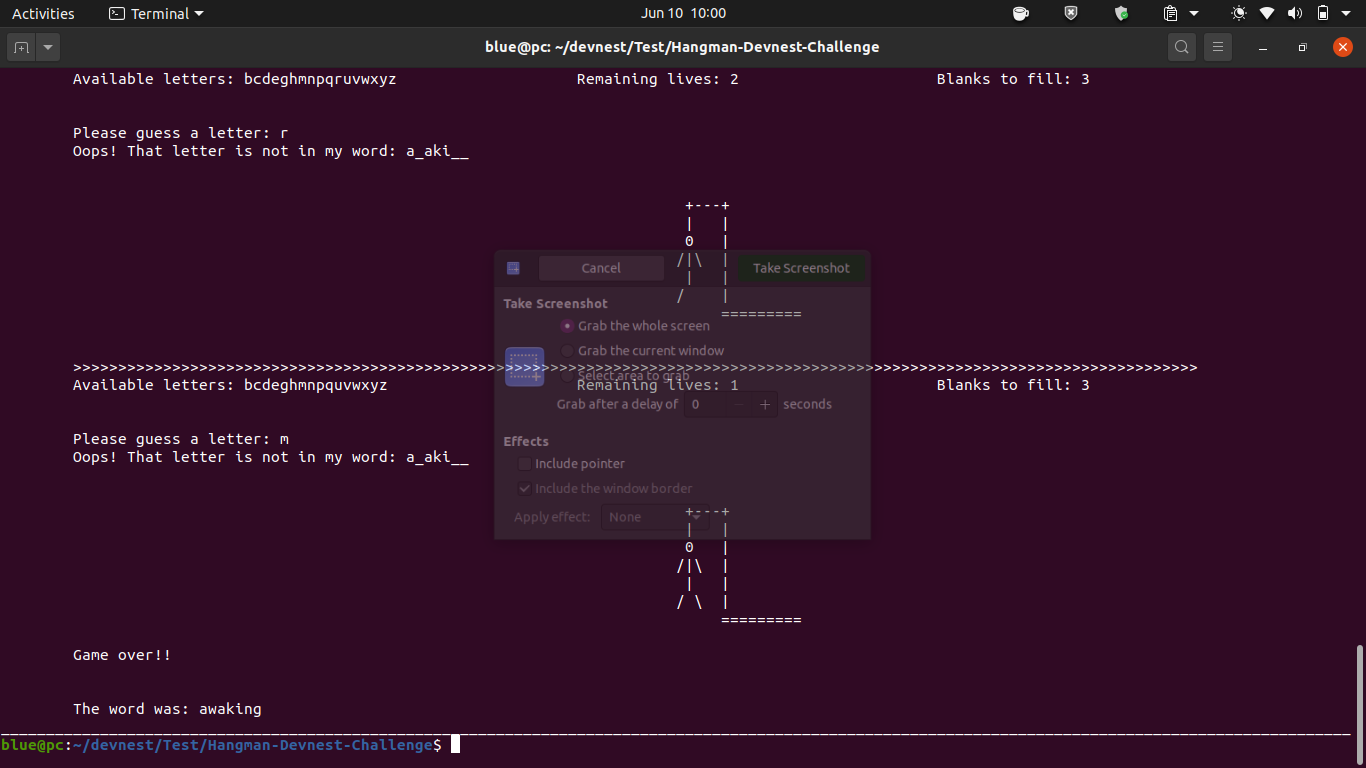 Activities Terminal Jun 10 10:00
blue@pc: ~/devnest/Test/Hangman-Devnest-Challenge
Available letters: bcdeghmnpqruvwxyz Remaining lives: 2 Blanks to fill: 3
Please guess a letter: r
Oops! That letter is not in my word: a_aki__
+---+
|   |
0   |
/|\  |
|   |
/    |
=========
Cancel Take Screenshot
Take Screenshot
Grab the whole screen
Grab the current window
Select area to grab
Grab after a delay of 0 − + seconds
Effects
Include pointer
Include the window border
Apply effect: None
>>>>>>>>>>>>>>>>>>>>>>>>>>>>>>>>>>>>>>>>>>>>>>>>>>>>>>>>>>>>>>>>>>>>>>>>>>>>>>>>>>>>>>>>>>>>>>>>>>>>>>>>>>>>>>>>>>>>>>>>>>>>>
Available letters: bcdeghmnpquvwxyz Remaining lives: 1 Blanks to fill: 3
Please guess a letter: m
Oops! That letter is not in my word: a_aki__
+---+
|   |
0   |
/|\  |
|   |
/ \  |
=========
Game over!!
The word was: awaking
blue@pc:~/devnest/Test/Hangman-Devnest-Challenge$